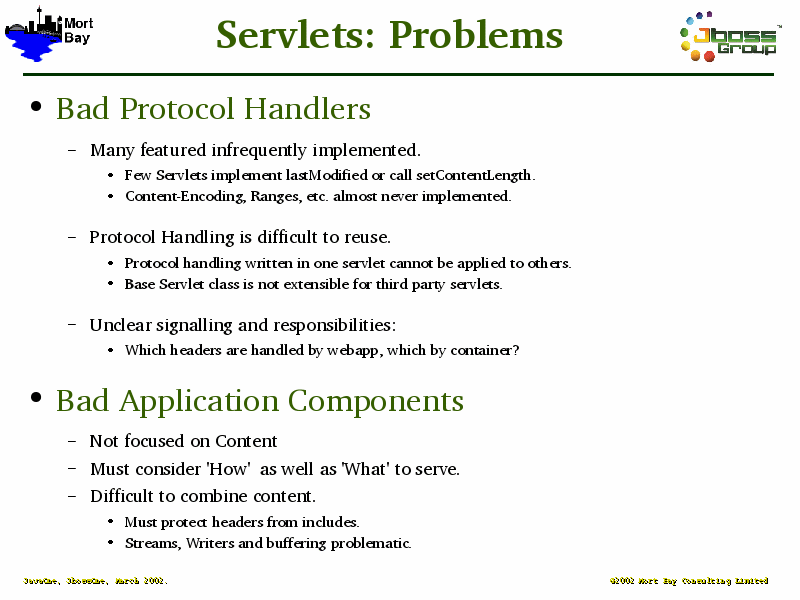 Mort
Bay
Servlets: Problems
Jboss
Group
TM
• Bad Protocol Handlers
– Many featured infrequently implemented.
• Few Servlets implement lastModified or call setContentLength.
• Content-Encoding, Ranges, etc. almost never implemented.
– Protocol Handling is difficult to reuse.
• Protocol handling written in one servlet cannot be applied to others.
• Base Servlet class is not extensible for third party servlets.
– Unclear signalling and responsibilities:
• Which headers are handled by webapp, which by container?
• Bad Application Components
– Not focused on Content
– Must consider 'How' as well as 'What' to serve.
– Difficult to combine content.
• Must protect headers from includes.
• Streams, Writers and buffering problematic.
JavaOne, JbossOne, March 2002.
©2002 Mort Bay Consulting Limited